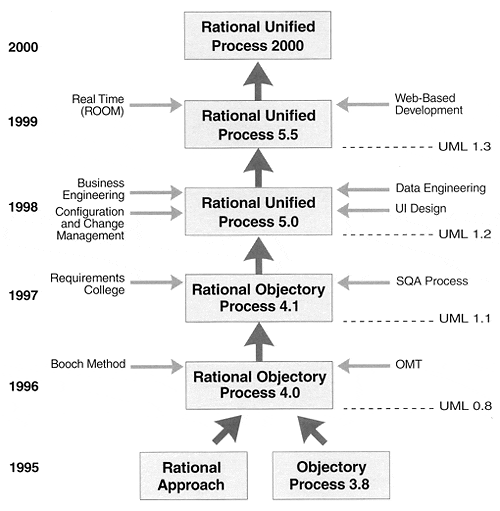 2000
Rational Unified
Process 2000
Real Time
(ROOM)
1999
Rational Unified
Process 5.5
Web-Based
Development
UML 1.3
Business
Engineering
Configuration
and Change
Management
1998
Rational Unified
Process 5.0
Data Engineering
UI Design
UML 1.2
Requirements
College
1997
Rational Objectory
Process 4.1
SQA Process
UML 1.1
Booch Method
1996
Rational Objectory
Process 4.0
OMT
UML 0.8
1995
Rational
Approach
Objectory
Process 3.8